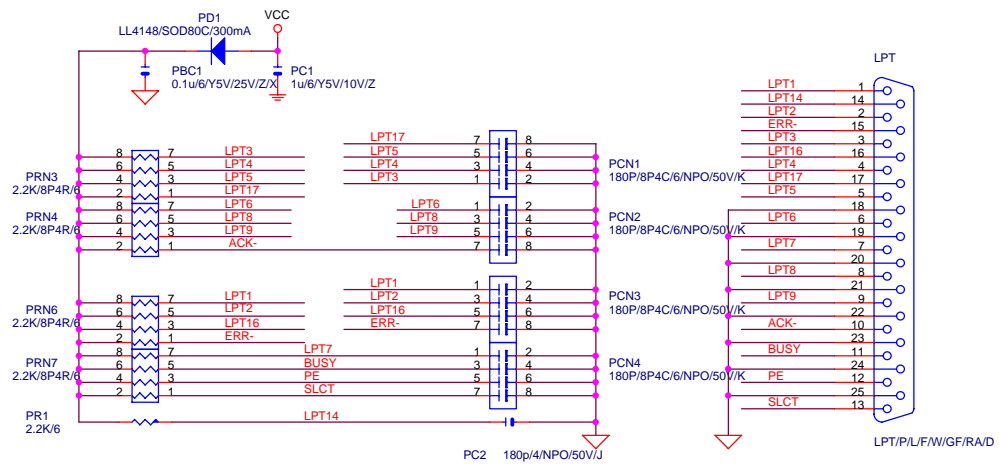 PD1
LL4148/SOD80C/300mA
VCC
PBC1
0.1u/6/Y5V/25V/Z/X
PC1
1u/6/Y5V/10V/Z
PRN3
2.2K/8P4R/6
8 7 LPT3
6 5 LPT4
4 3 LPT5
2 1 LPT17
PRN4
2.2K/8P4R/6
8 7 LPT6
6 5 LPT8
4 3 LPT9
2 1 ACK-
LPT17 7 8
LPT5 5 6
LPT4 3 4
LPT3 1 2
PCN1
180P/8P4C/6/NPO/50V/K
LPT6 1 2
LPT8 3 4
LPT9 5 6
7 8
PCN2
180P/8P4C/6/NPO/50V/K
PRN6
2.2K/8P4R/6
8 7 LPT1
6 5 LPT2
4 3 LPT16
2 1 ERR-
PRN7
2.2K/8P4R/6
8 7 LPT7
6 5 BUSY
4 3 PE
2 1 SLCT
LPT1 1 2
LPT2 3 4
LPT16 5 6
ERR- 7 8
PCN3
180P/8P4C/6/NPO/50V/K
1 2
3 4
5 6
7 8
PCN4
180P/8P4C/6/NPO/50V/K
PR1
2.2K/6
LPT14
PC2
180p/4/NPO/50V/J
LPT
LPT1 1
LPT14 14
LPT2 2
ERR- 15
LPT3 3
LPT16 16
LPT4 4
LPT17 17
LPT5 5
18
LPT6 6
19
LPT7 7
20
LPT8 8
21
LPT9 9
22
ACK- 10
23
BUSY 11
24
PE 12
25
SLCT 13
LPT/P/L/F/W/GF/RA/D